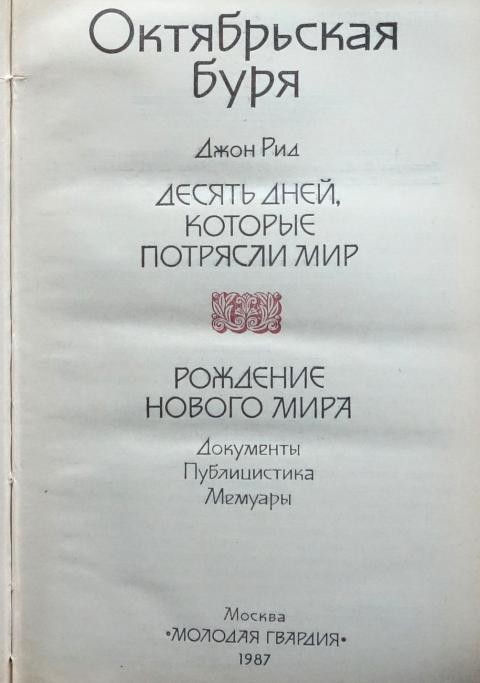 Октябрьская
буря
Джон Рид
ДЕСЯТЬ ДНЕЙ,
КОТОРЫЕ
ПОТРЯСЛИ МИР
РОЖДЕНИЕ
НОВОГО МИРА
Документы
Публицистика
Мемуары
Москва
«МОЛОДАЯ ГВАРДИЯ»
1987